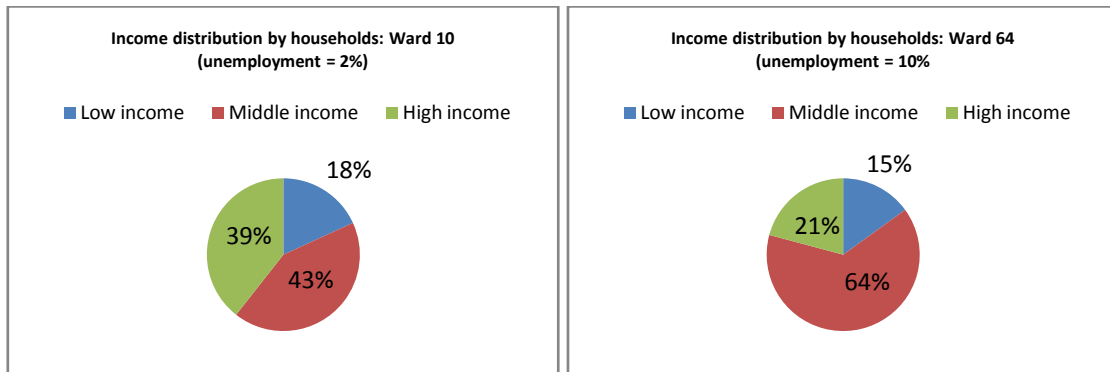 Income distribution by households: Ward 10
(unemployment = 2%)
Low income Middle income High income
18%
39%
43%
Income distribution by households: Ward 64
(unemployment = 10%
Low income Middle income High income
15%
21%
64%